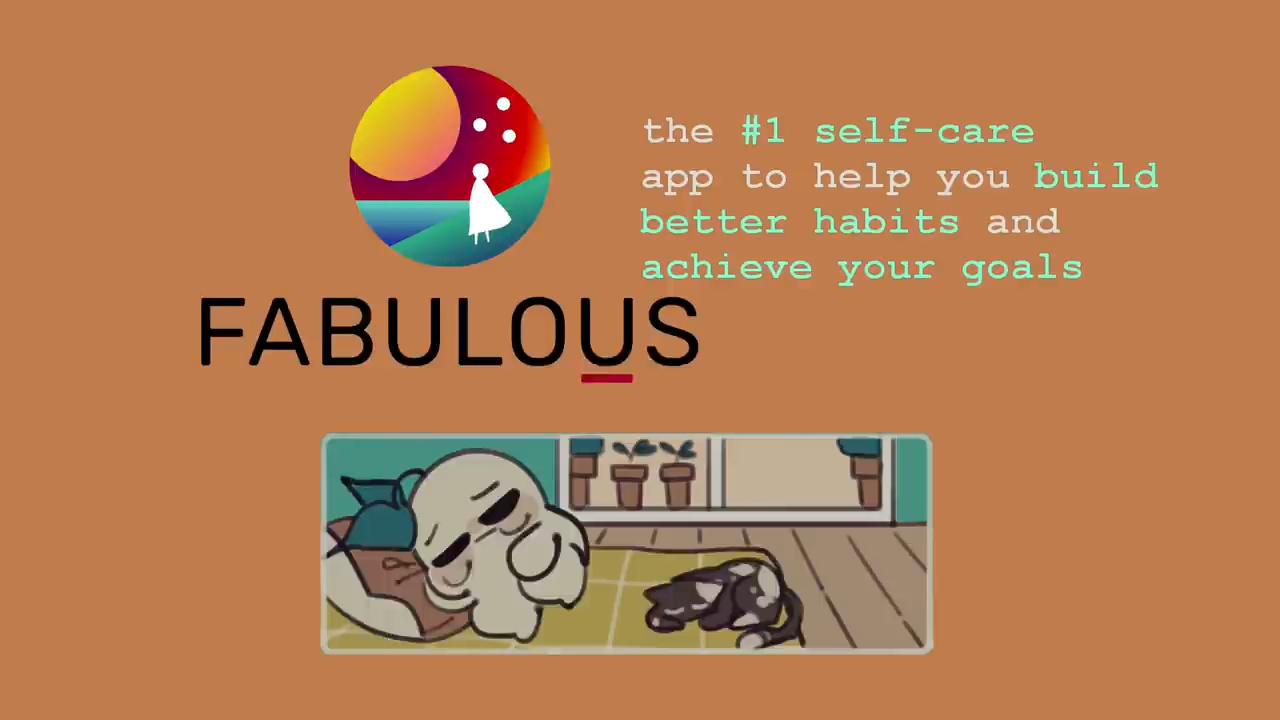 the #1 self-care
app to help you build
better habits and
achieve your goals
FABULOUS